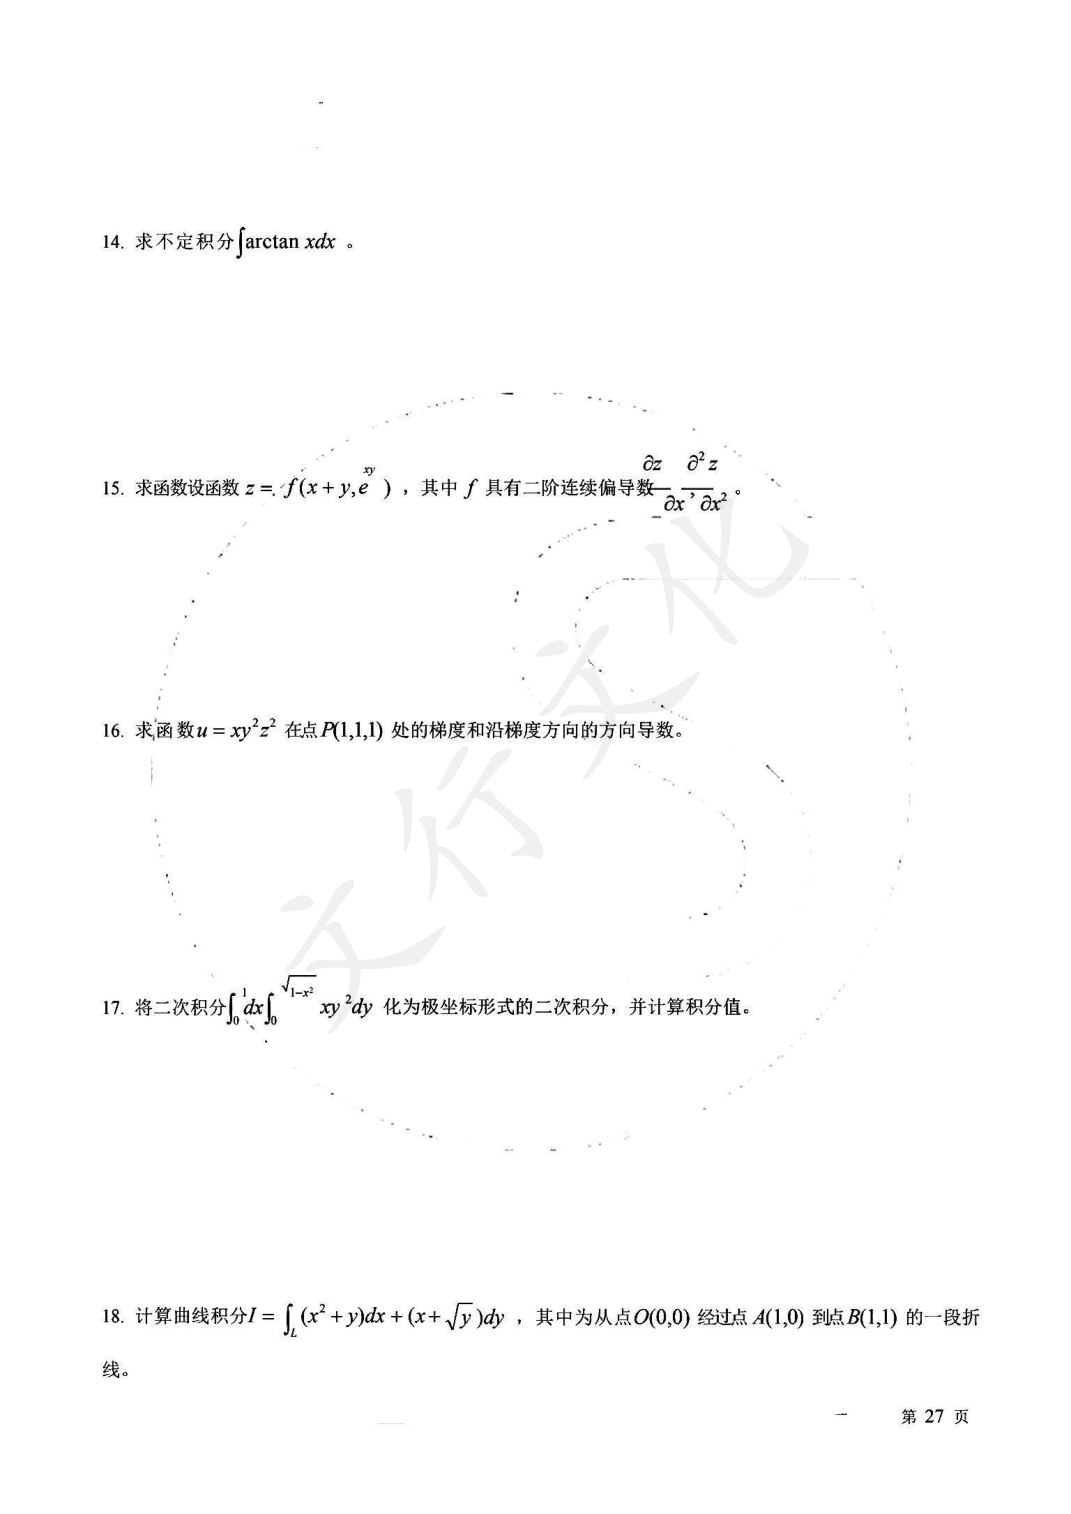 14. 求不定积分∫arctan xdx 。
15. 求函数设函数 z = f(x + y, e^{xy}) ，其中 f 具有二阶连续偏导数 ∂z/∂x , ∂²z/∂x² 。
16. 求函数 u = xy²z² 在点 P(1,1,1) 处的梯度和沿梯度方向的方向导数。
17. 将二次积分 ∫₀¹dx∫₀^{√(1-x²)} xy²dy 化为极坐标形式的二次积分，并计算积分值。
18. 计算曲线积分 I = ∫_L (x² + y)dx + (x + √y)dy ，其中为从点 O(0,0) 经过点 A(1,0) 到点 B(1,1) 的一段折
线。
第 27 页
文行文化